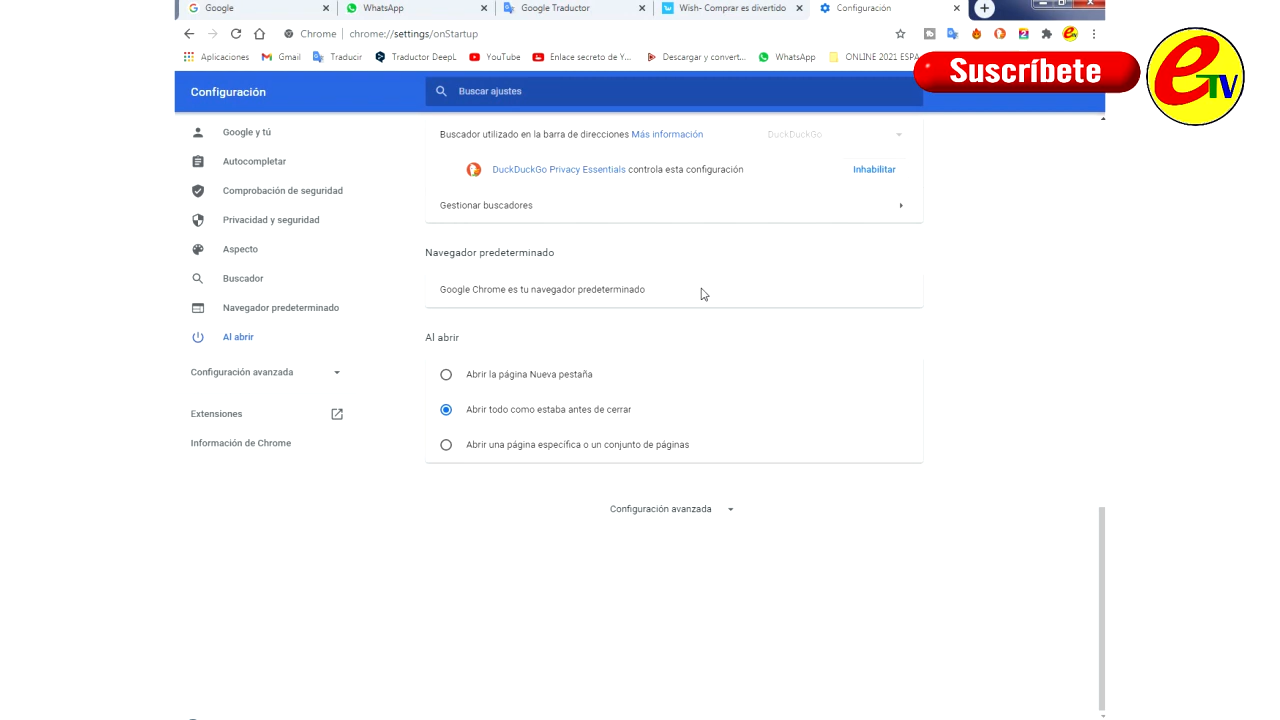 Google
WhatsApp
Google Traductor
Wish- Comprar es divertido
Configuración
Chrome
chrome://settings/onStartup
Aplicaciones
Gmail
Traducir
Traductor DeepL
YouTube
Enlace secreto de Y...
Descargar y convert...
WhatsApp
ONLINE 2021 ESPA
Suscríbete
e TV
Configuración
Buscar ajustes
Google y tú
Autocompletar
Comprobación de seguridad
Privacidad y seguridad
Aspecto
Buscador
Navegador predeterminado
Al abrir
Configuración avanzada
Extensiones
Información de Chrome
Buscador utilizado en la barra de direcciones Más información
DuckDuckGo
DuckDuckGo Privacy Essentials controla esta configuración
Inhabilitar
Gestionar buscadores
Navegador predeterminado
Google Chrome es tu navegador predeterminado
Al abrir
Abrir la página Nueva pestaña
Abrir todo como estaba antes de cerrar
Abrir una página específica o un conjunto de páginas
Configuración avanzada